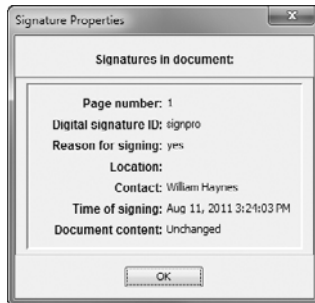 Signature Properties
Signatures in document:
Page number: 1
Digital signature ID: signpro
Reason for signing: yes
Location:
Contact: William Haynes
Time of signing: Aug 11, 2011 3:24:03 PM
Document content: Unchanged
OK